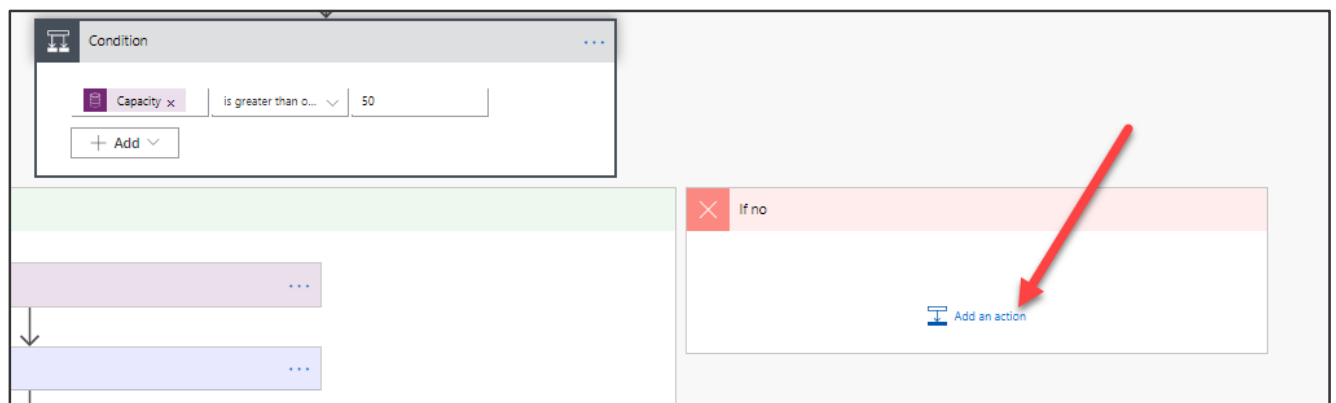 Condition
...
Capacity x
is greater than o...
50
+ Add
If no
...
Add an action
...